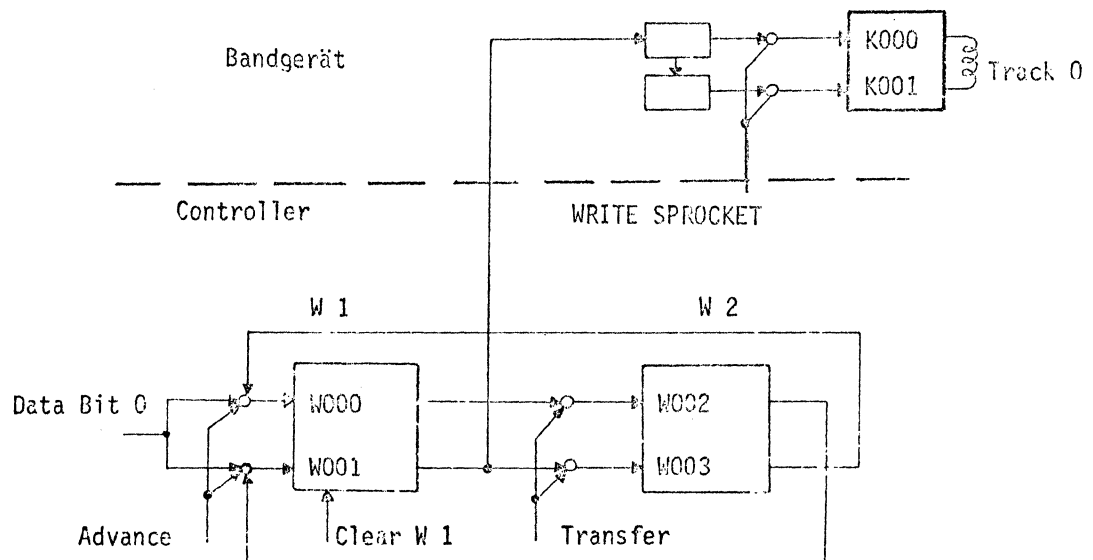 Bandgerät
K000
K001
Track 0
Controller
WRITE SPROCKET
W 1
W 2
Data Bit 0
W000
W001
W002
W003
Advance
Clear W 1
Transfer